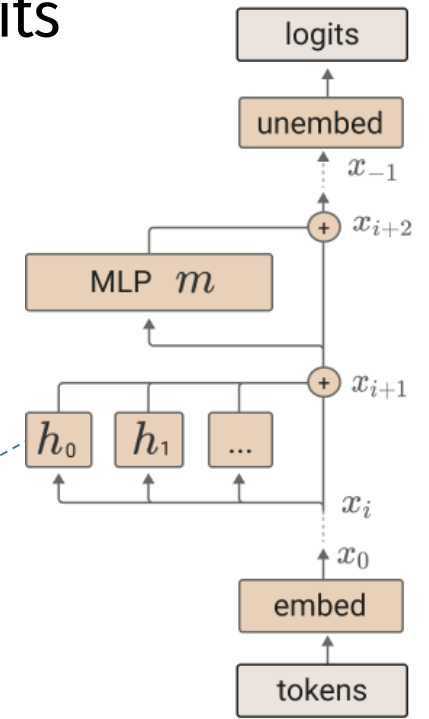 its
logits
unembed
x₋₁
+ xᵢ₊₂
MLP m
+ xᵢ₊₁
h₀ h₁ ...
xᵢ
x₀
embed
tokens